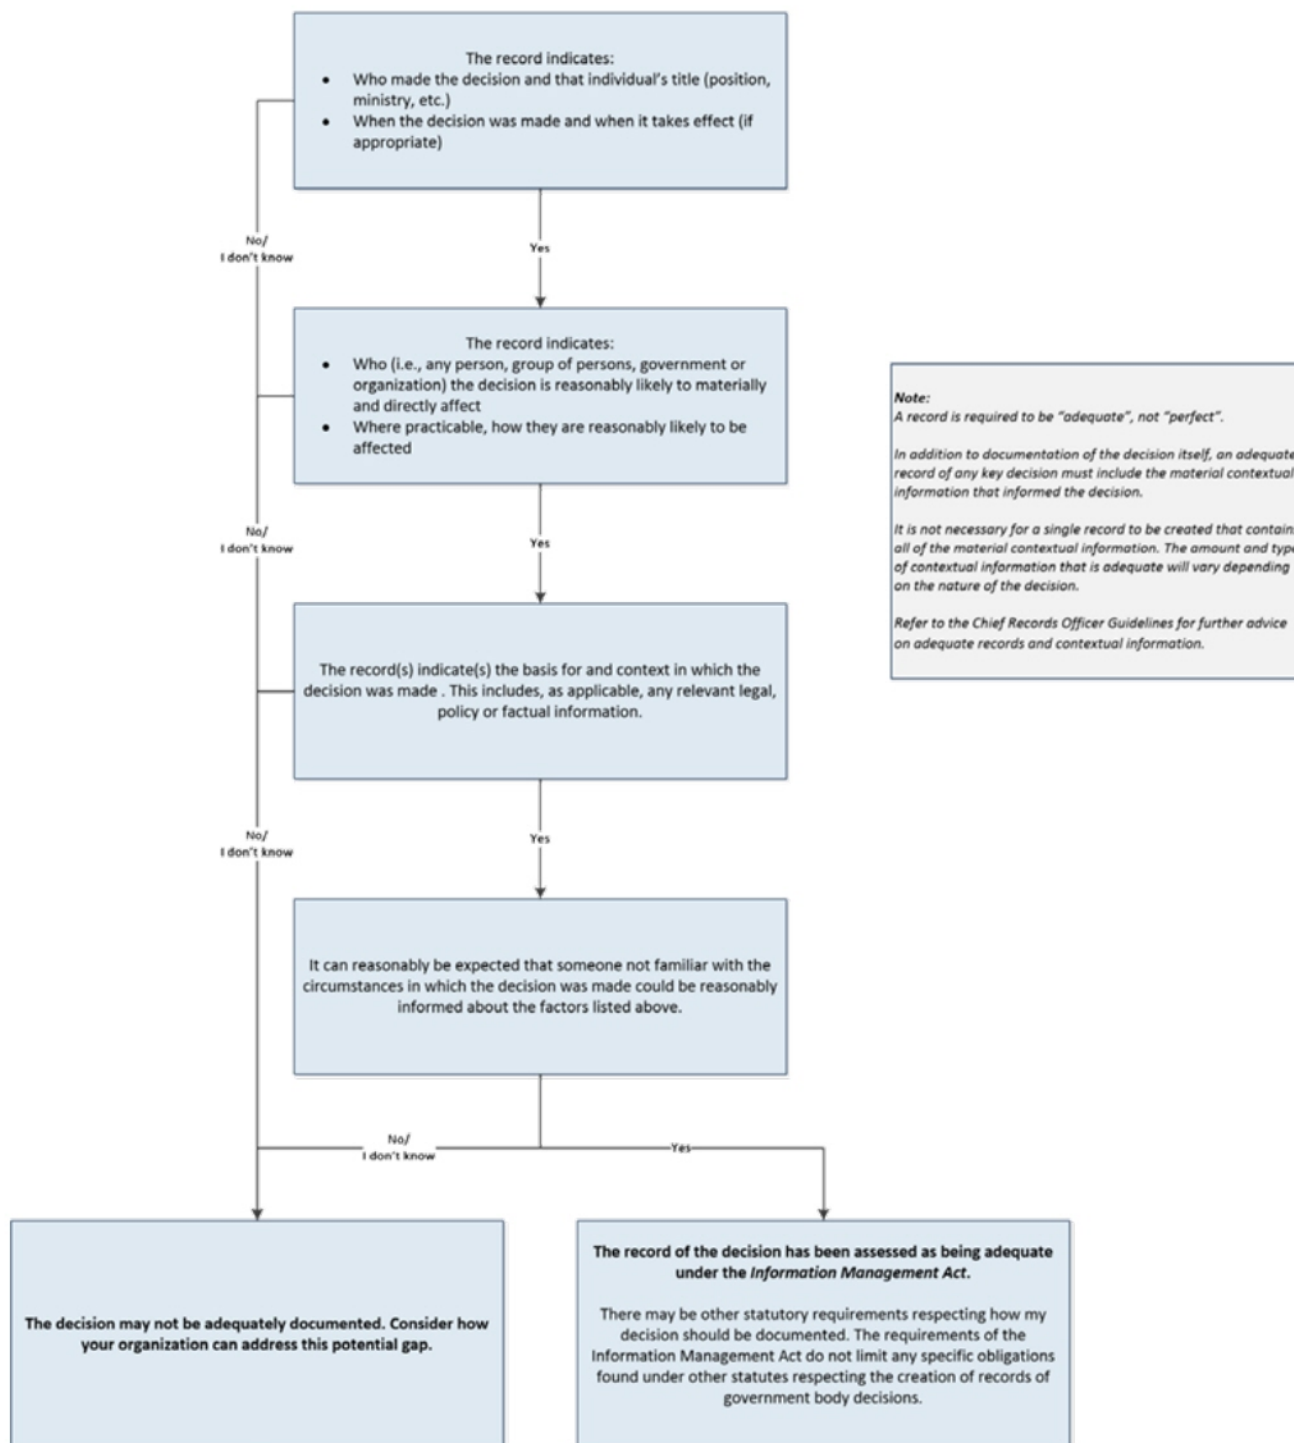 The record indicates:
• Who made the decision and that individual's title (position,
ministry, etc.)
• When the decision was made and when it takes effect (if
appropriate)
No/
I don't know
Yes
The record indicates:
• Who (i.e., any person, group of persons, government or
organization) the decision is reasonably likely to materially
and directly affect
• Where practicable, how they are reasonably likely to be
affected
Note:
A record is required to be "adequate", not "perfect".
In addition to documentation of the decision itself, an adequate
record of any key decision must include the material contextual
information that informed the decision.
It is not necessary for a single record to be created that contain
all of the material contextual information. The amount and type
of contextual information that is adequate will vary depending
on the nature of the decision.
Refer to the Chief Records Officer Guidelines for further advice
on adequate records and contextual information.
No/
I don't know
Yes
The record(s) indicate(s) the basis for and context in which the
decision was made . This includes, as applicable, any relevant legal,
policy or factual information.
No/
I don't know
Yes
It can reasonably be expected that someone not familiar with the
circumstances in which the decision was made could be reasonably
informed about the factors listed above.
No/
I don't know
Yes
The decision may not be adequately documented. Consider how
your organization can address this potential gap.
The record of the decision has been assessed as being adequate
under the Information Management Act.
There may be other statutory requirements respecting how my
decision should be documented. The requirements of the
Information Management Act do not limit any specific obligations
found under other statutes respecting the creation of records of
government body decisions.